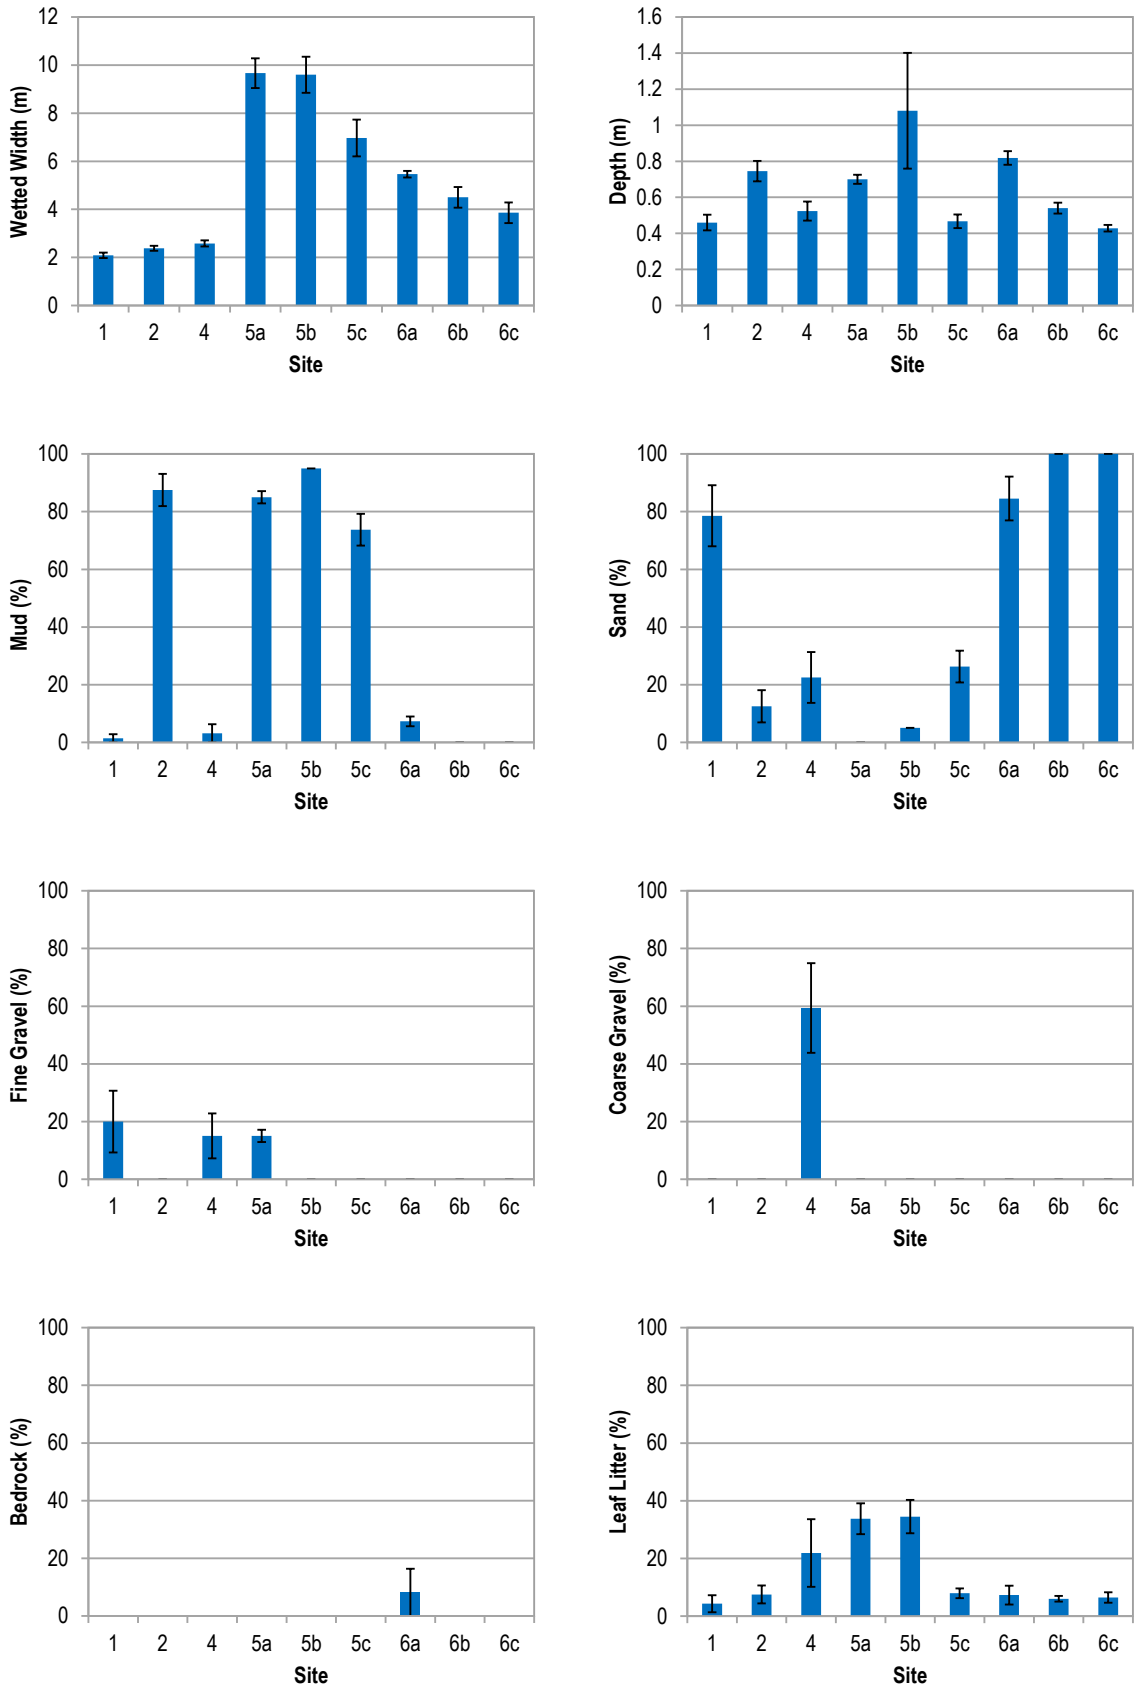 12
10
8
6
4
2
0
Wetted Width (m)
1 2 4 5a 5b 5c 6a 6b 6c
Site
1.6
1.4
1.2
1
0.8
0.6
0.4
0.2
0
Depth (m)
1 2 4 5a 5b 5c 6a 6b 6c
Site
100
80
60
40
20
0
Mud (%)
1 2 4 5a 5b 5c 6a 6b 6c
Site
100
80
60
40
20
0
Sand (%)
1 2 4 5a 5b 5c 6a 6b 6c
Site
100
80
60
40
20
0
Fine Gravel (%)
1 2 4 5a 5b 5c 6a 6b 6c
Site
100
80
60
40
20
0
Coarse Gravel (%)
1 2 4 5a 5b 5c 6a 6b 6c
Site
100
80
60
40
20
0
Bedrock (%)
1 2 4 5a 5b 5c 6a 6b 6c
Site
100
80
60
40
20
0
Leaf Litter (%)
1 2 4 5a 5b 5c 6a 6b 6c
Site